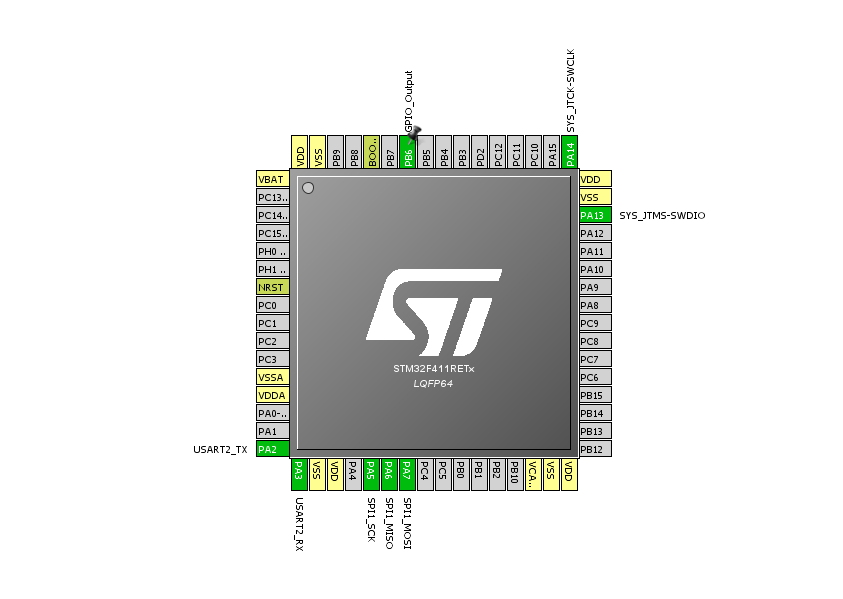 GPIO_Output
SYS_JTCK-SWCLK
VDD
VSS
PB9
PB8
BOO..
PB7
PB6
PB5
PB4
PB3
PD2
PC12
PC11
PC10
PA15
PA14
VBAT
PC13..
PC14..
PC15..
PH0 ..
PH1 ..
NRST
PC0
PC1
PC2
PC3
VSSA
VDDA
PA0-..
PA1
USART2_TX PA2
VDD
VSS
PA13 SYS_JTMS-SWDIO
PA12
PA11
PA10
PA9
PA8
PC9
PC8
PC7
PC6
PB15
PB14
PB13
PB12
ST
STM32F411RETx
LQFP64
PA3
VSS
VDD
PA4
PA5
PA6
PA7
PC4
PC5
PB0
PB1
PB2
PB10
VCA..
VSS
VDD
USART2_RX
SPI1_SCK
SPI1_MISO
SPI1_MOSI